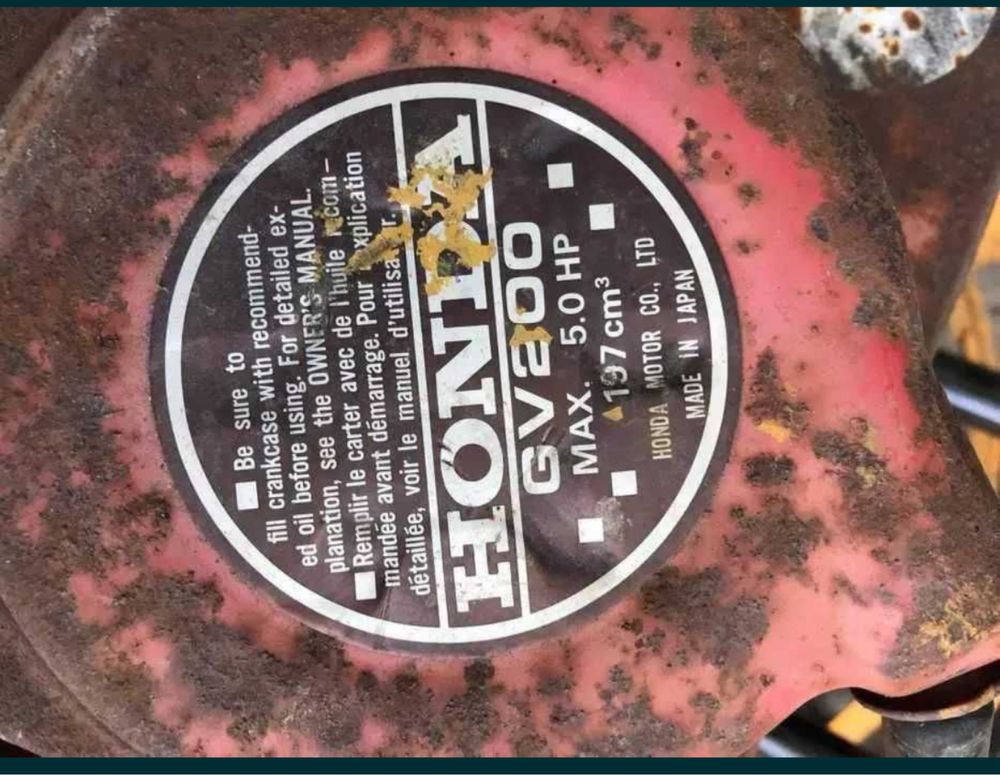 ■ Be sure to
fill crankcase with recommend-
ed oil before using. For detailed ex-
planation, see the OWNER'S MANUAL.
■ Remplir le carter avec de l'huile recom-
mandée avant démarrage. Pour explication
détaillée, voir le manuel d'utilisateur.
HONDA
GV200
MAX. 5.0 HP
197 cm³
HONDA MOTOR CO., LTD
MADE IN JAPAN